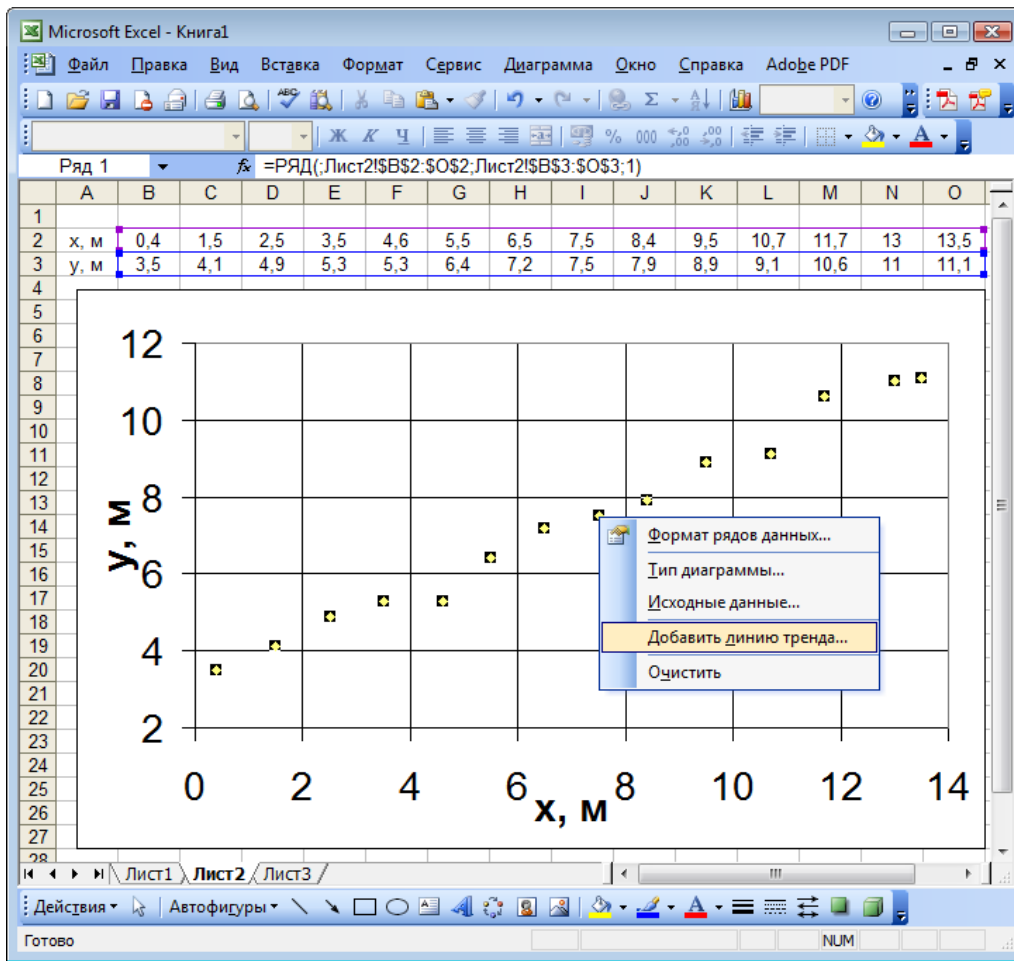 Microsoft Excel - Книга1
Файл Правка Вид Вставка Формат Сервис Диаграмма Окно Справка Adobe PDF
Ж К Ч % 000
Ряд 1 fx =РЯД(;Лист2!$B$2:$O$2;Лист2!$B$3:$O$3;1)
A B C D E F G H I J K L M N O
1
2 х, м 0,4 1,5 2,5 3,5 4,6 5,5 6,5 7,5 8,4 9,5 10,7 11,7 13 13,5
3 у, м 3,5 4,1 4,9 5,3 5,3 6,4 7,2 7,5 7,9 8,9 9,1 10,6 11 11,1
4
5
6
7
8
9
10
11
12
13
14
15
16
17
18
19
20
21
22
23
24
25
26
27
28
12
10
8
6
4
2
у, м
0 2 4 6 8 10 12 14
х, м
Формат рядов данных...
Тип диаграммы...
Исходные данные...
Добавить линию тренда...
Очистить
Лист1 Лист2 Лист3
Действия Автофигуры
Готово NUM